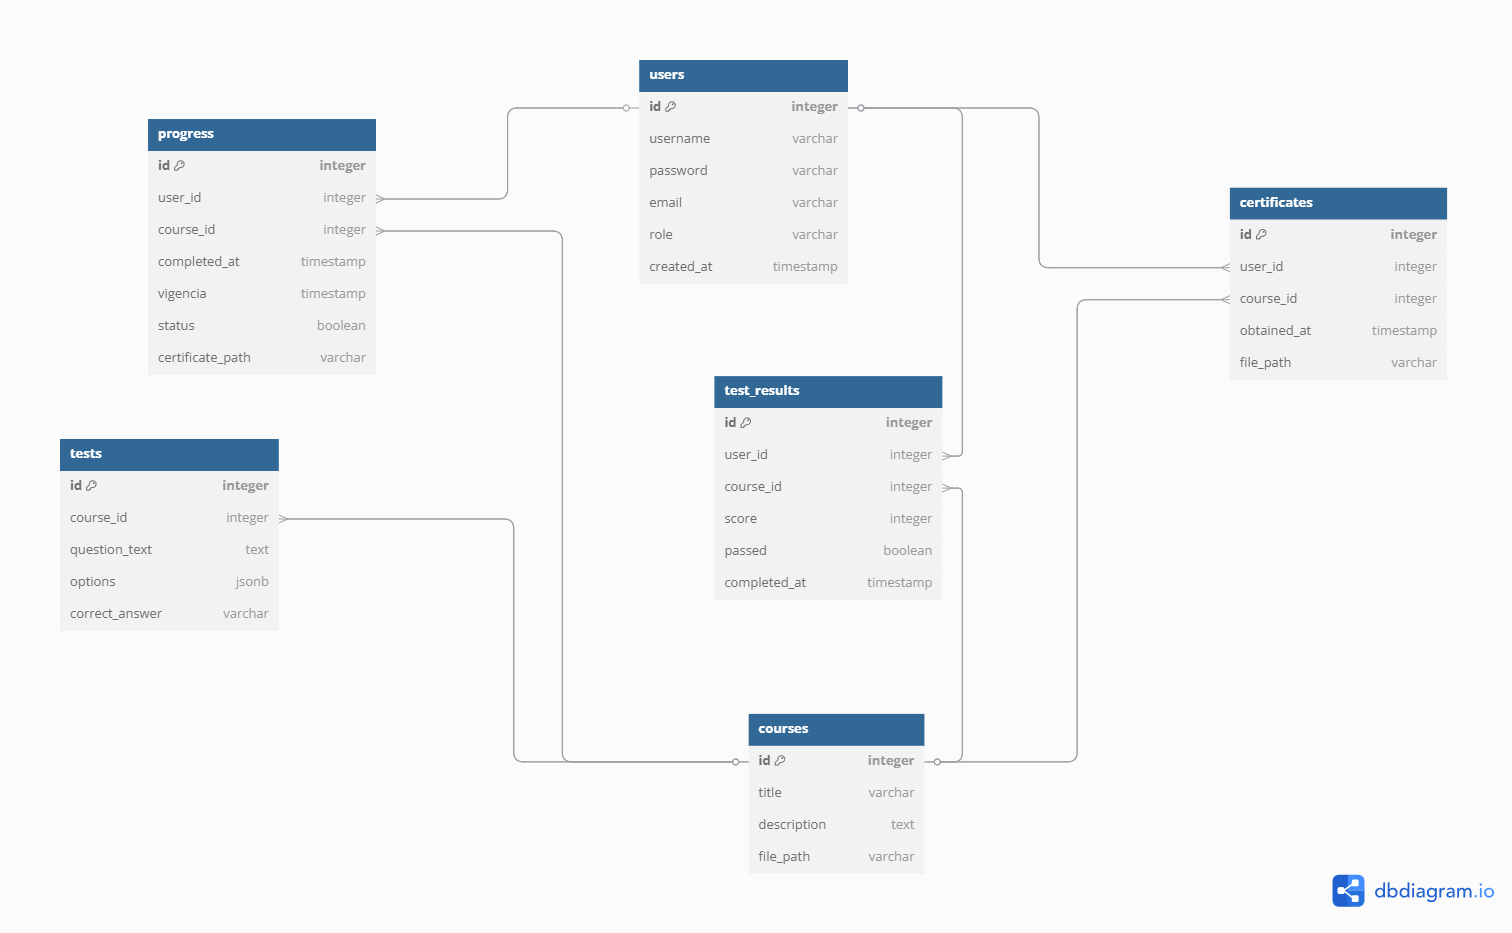 users
id integer
username varchar
password varchar
email varchar
role varchar
created_at timestamp
progress
id integer
user_id integer
course_id integer
completed_at timestamp
vigencia timestamp
status boolean
certificate_path varchar
certificates
id integer
user_id integer
course_id integer
obtained_at timestamp
file_path varchar
test_results
id integer
user_id integer
course_id integer
score integer
passed boolean
completed_at timestamp
tests
id integer
course_id integer
question_text text
options jsonb
correct_answer varchar
courses
id integer
title varchar
description text
file_path varchar
dbdiagram.io